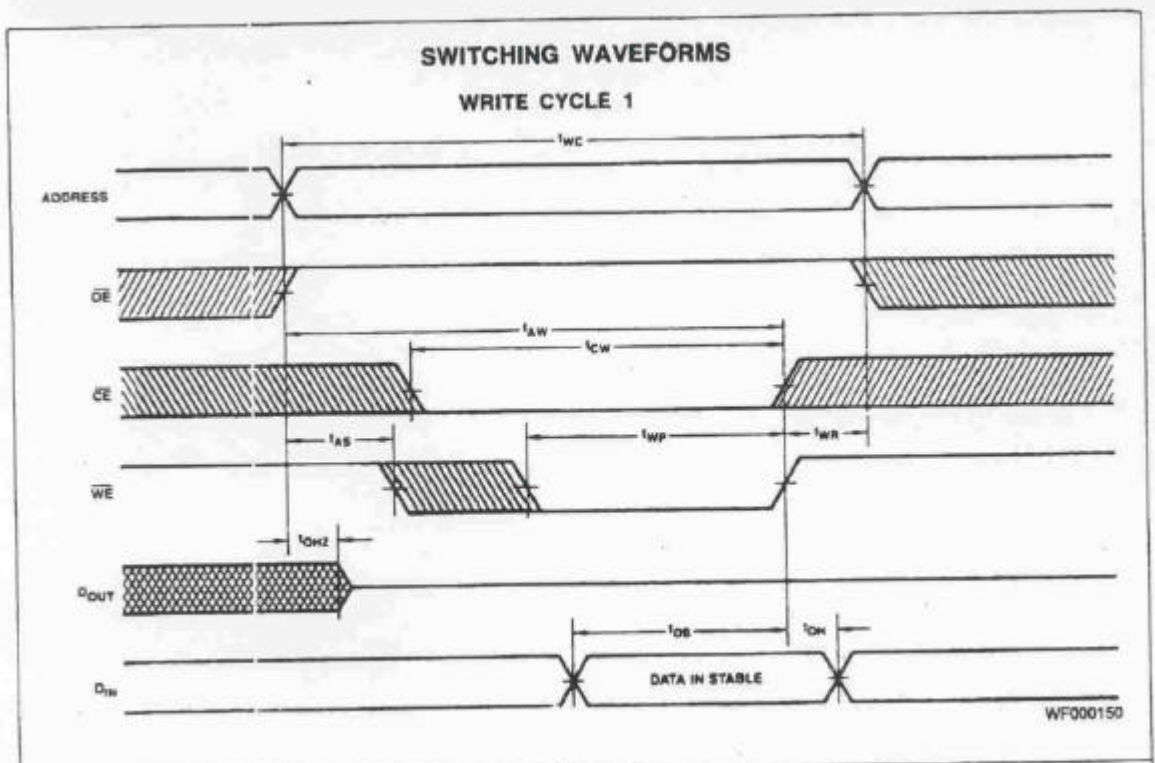 SWITCHING WAVEFORMS
WRITE CYCLE 1
tWC
ADDRESS
OE
tAW
tCW
CE
tAS
tWP
tWR
WE
tOHZ
DOUT
tDS
tDH
DIN
DATA IN STABLE
WF000150